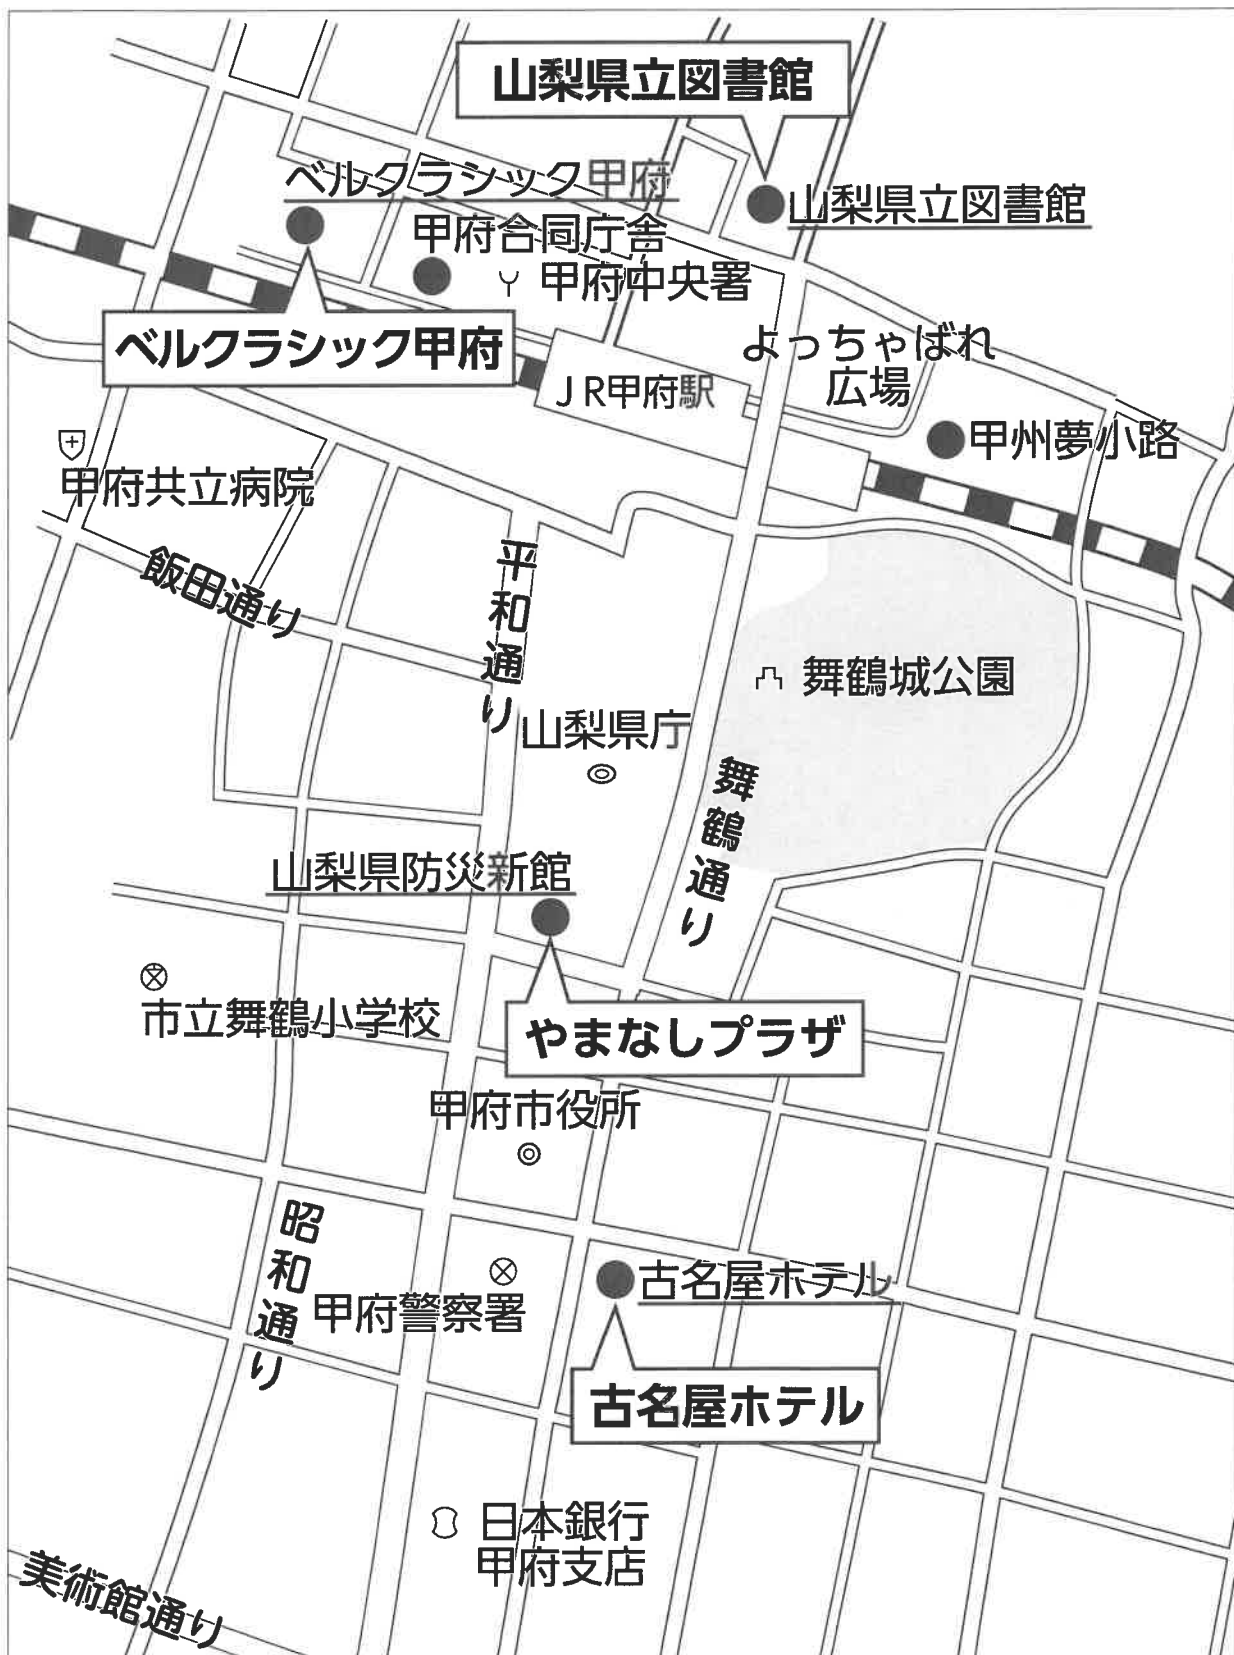 山梨県立図書館
ベルクラシック甲府
山梨県立図書館
甲府合同庁舎
甲府中央署
ベルクラシック甲府
よっちゃばれ
広場
JR甲府駅
甲州夢小路
甲府共立病院
飯田通り
平和通り
舞鶴城公園
山梨県庁
舞鶴通り
山梨県防災新館
市立舞鶴小学校
やまなしプラザ
甲府市役所
昭和通り
古名屋ホテル
甲府警察署
古名屋ホテル
日本銀行
甲府支店
美術館通り